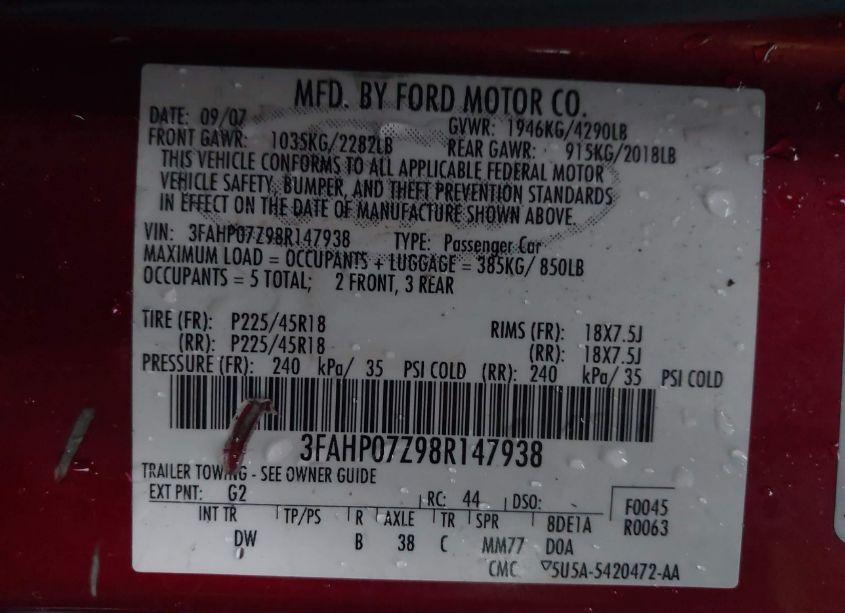 MFD. BY FORD MOTOR CO.
DATE: 09/07 GVWR: 1946KG/4290LB
FRONT GAWR: 1035KG/2282LB REAR GAWR: 915KG/2018LB
THIS VEHICLE CONFORMS TO ALL APPLICABLE FEDERAL MOTOR
VEHICLE SAFETY, BUMPER, AND THEFT PREVENTION STANDARDS
IN EFFECT ON THE DATE OF MANUFACTURE SHOWN ABOVE.
VIN: 3FAHP07Z98R147938 TYPE: Passenger Car
MAXIMUM LOAD = OCCUPANTS + LUGGAGE = 385KG/ 850LB
OCCUPANTS = 5 TOTAL; 2 FRONT, 3 REAR
TIRE (FR): P225/45R18 RIMS (FR): 18X7.5J
(RR): P225/45R18 (RR): 18X7.5J
PRESSURE (FR): 240 kPa/ 35 PSI COLD (RR): 240 kPa/ 35 PSI COLD
3FAHP07Z98R147938
TRAILER TOWING - SEE OWNER GUIDE
EXT PNT: G2 RC: 44 DSO: F0045
R0063
INT TR TP/PS R AXLE TR SPR 8DE1A
DW B 38 C MM77 DOA
CMC ▽5U5A-5420472-AA